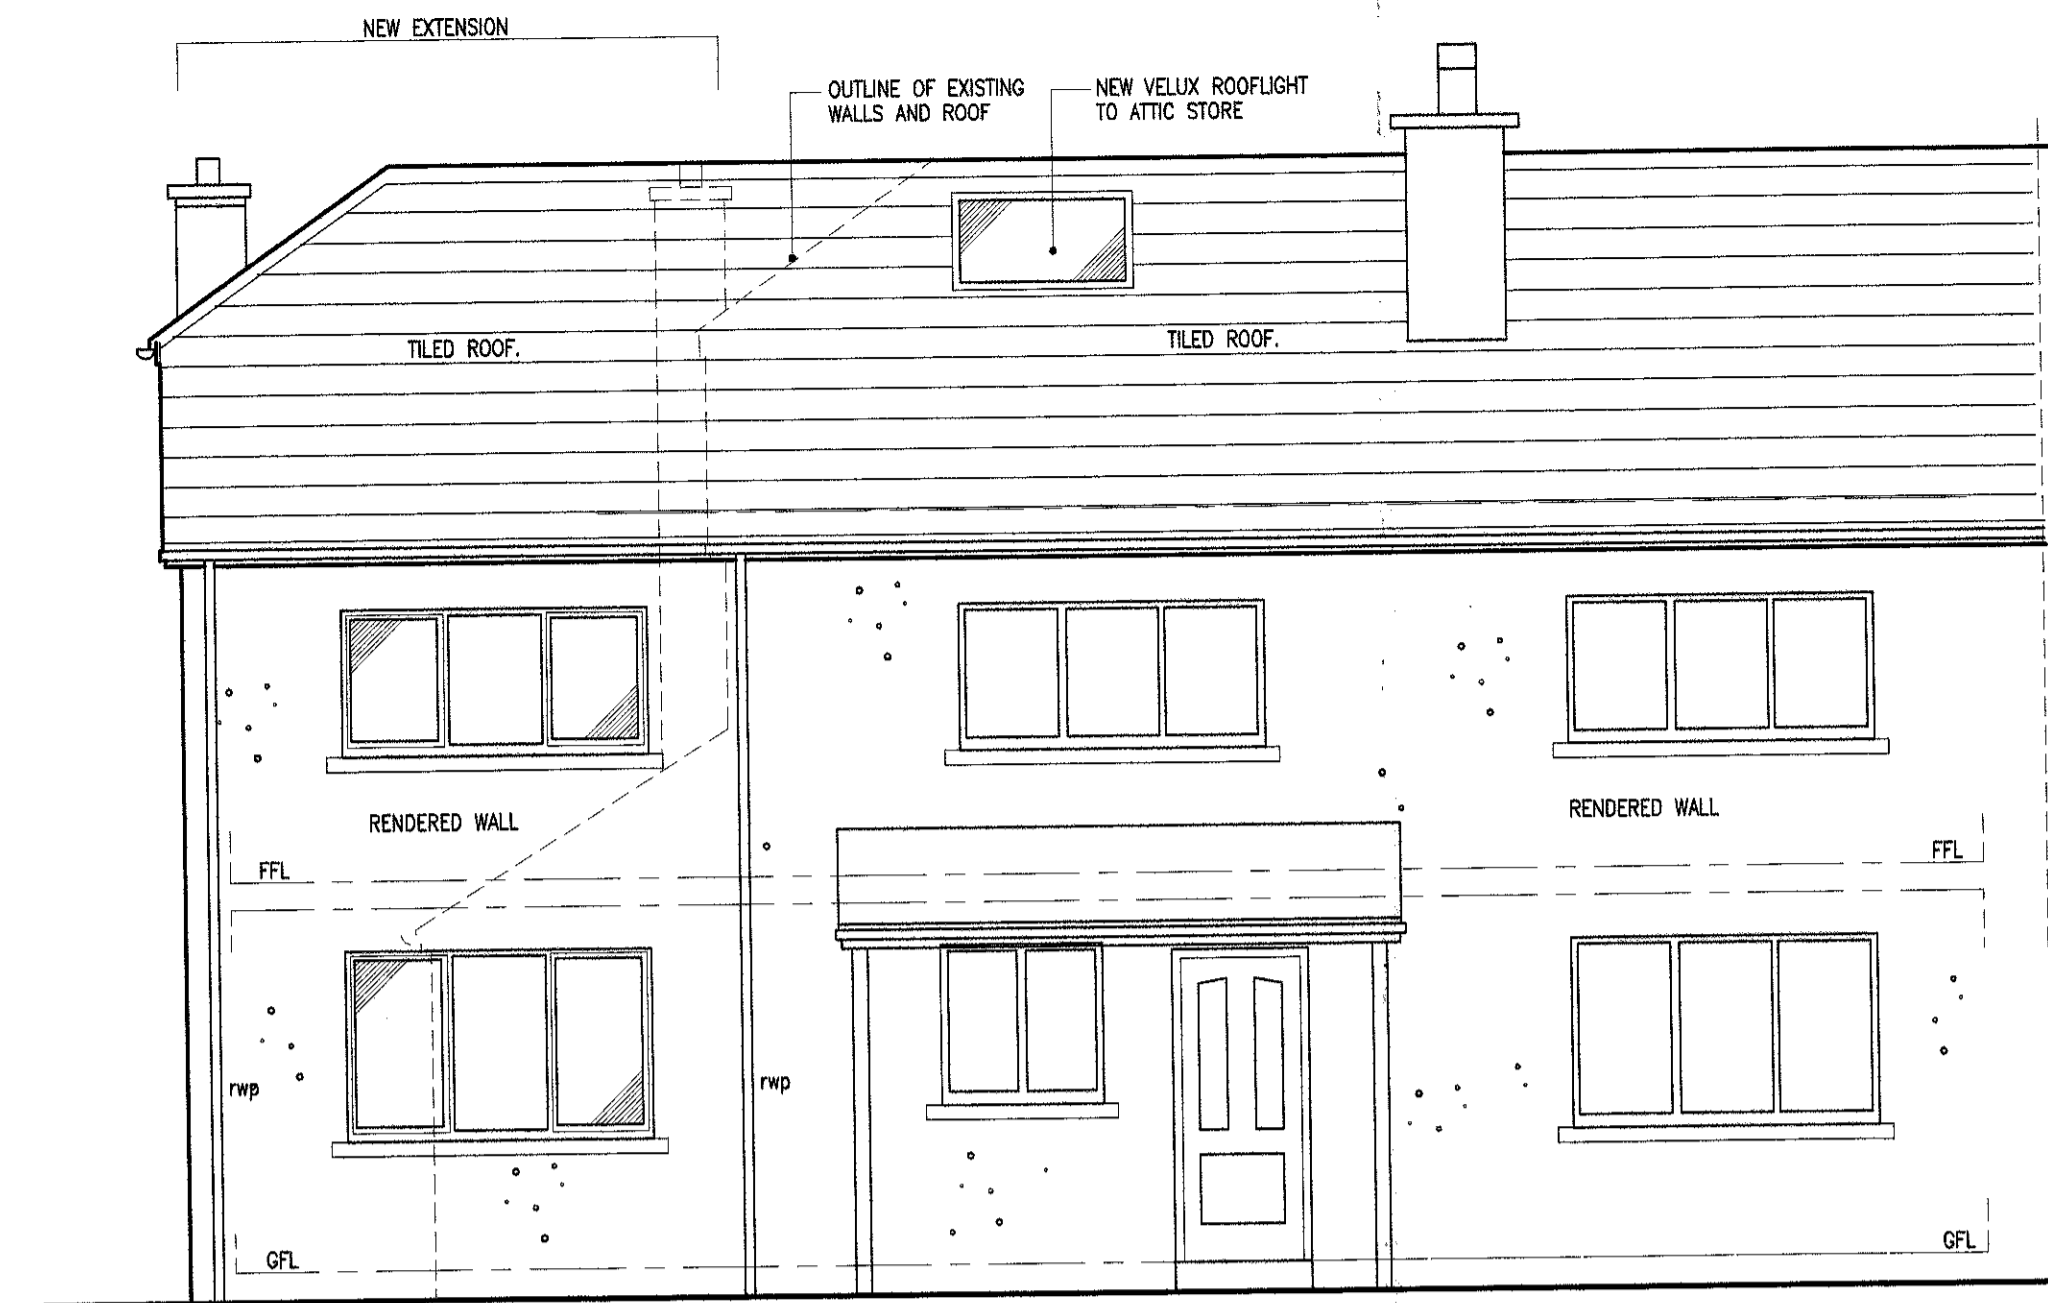 NEW EXTENSION
OUTLINE OF EXISTING
WALLS AND ROOF
NEW VELUX ROOFLIGHT
TO ATTIC STORE
TILED ROOF.
TILED ROOF.
RENDERED WALL
RENDERED WALL
FFL
FFL
rwp
rwp
GFL
GFL